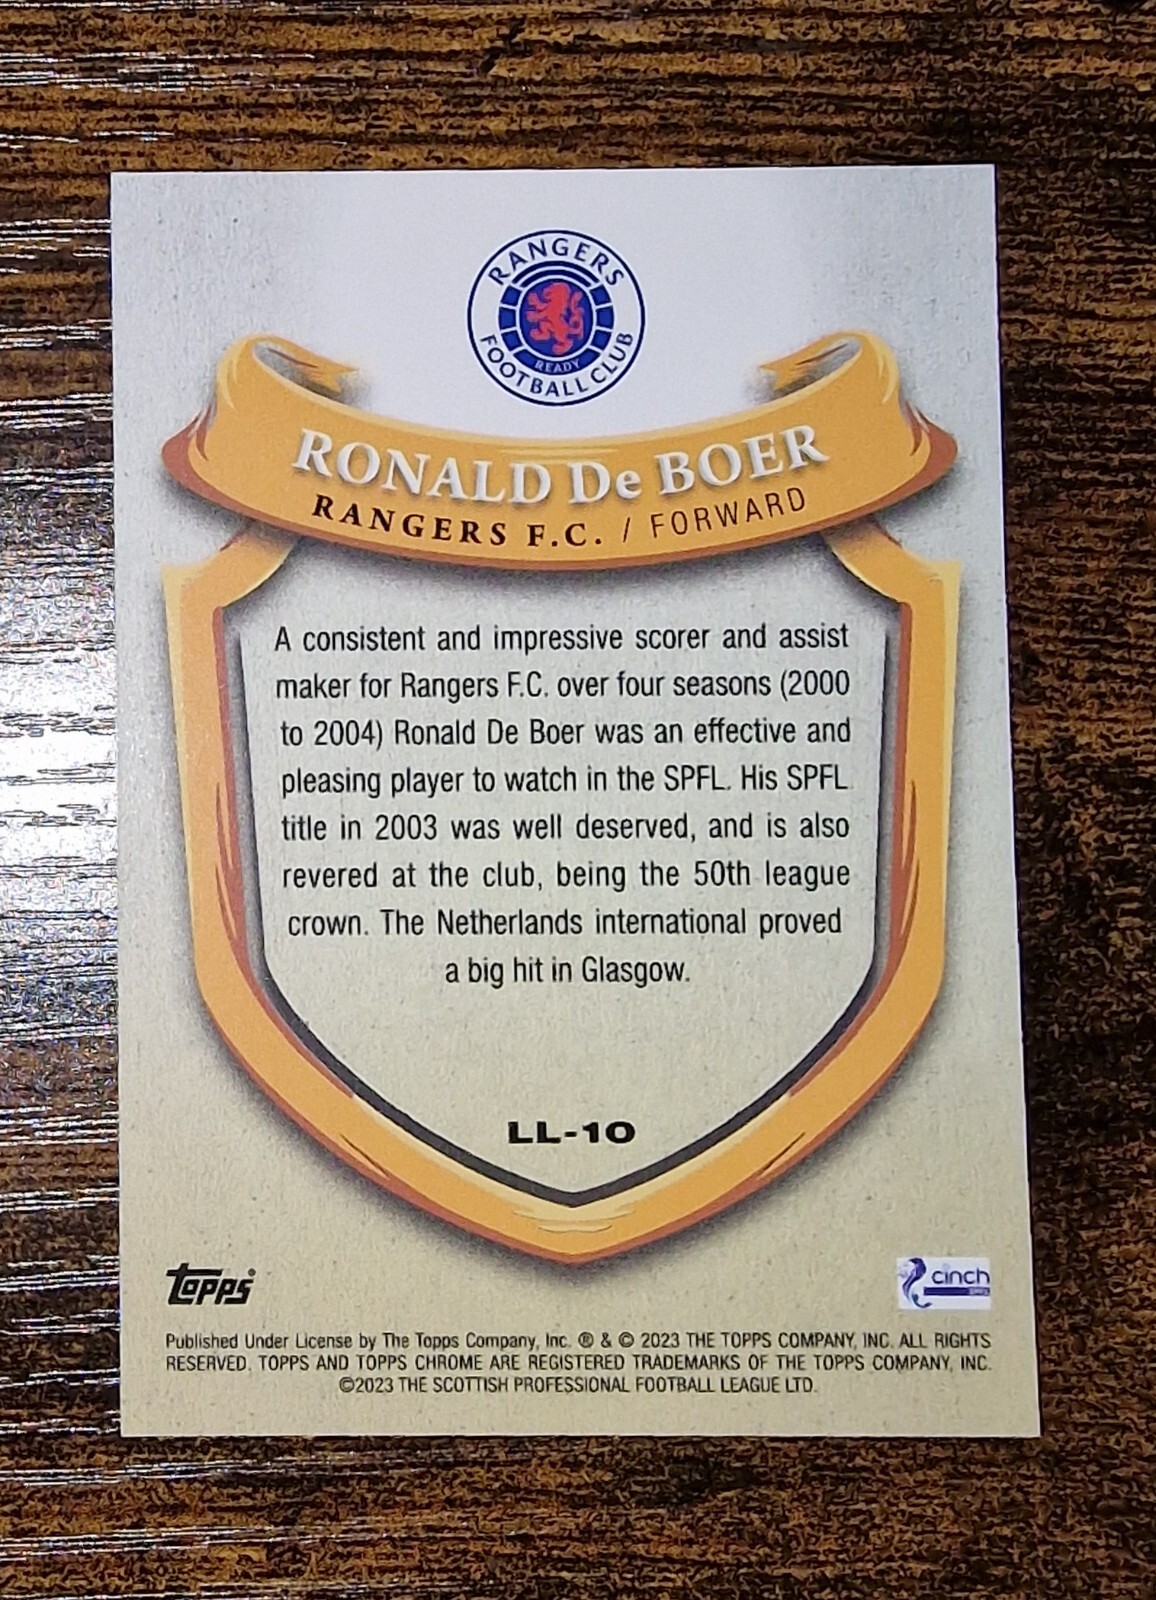 RANGERS
FOOTBALL CLUB
READY
RONALD De BOER
RANGERS F.C. / FORWARD
A consistent and impressive scorer and assist
maker for Rangers F.C. over four seasons (2000
to 2004) Ronald De Boer was an effective and
pleasing player to watch in the SPFL. His SPFL
title in 2003 was well deserved, and is also
revered at the club, being the 50th league
crown. The Netherlands international proved
a big hit in Glasgow.
LL-10
TOPPS
cinch
Published Under License by The Topps Company, Inc. ® & © 2023 THE TOPPS COMPANY, INC. ALL RIGHTS
RESERVED. TOPPS AND TOPPS CHROME ARE REGISTERED TRADEMARKS OF THE TOPPS COMPANY, INC.
©2023 THE SCOTTISH PROFESSIONAL FOOTBALL LEAGUE LTD.